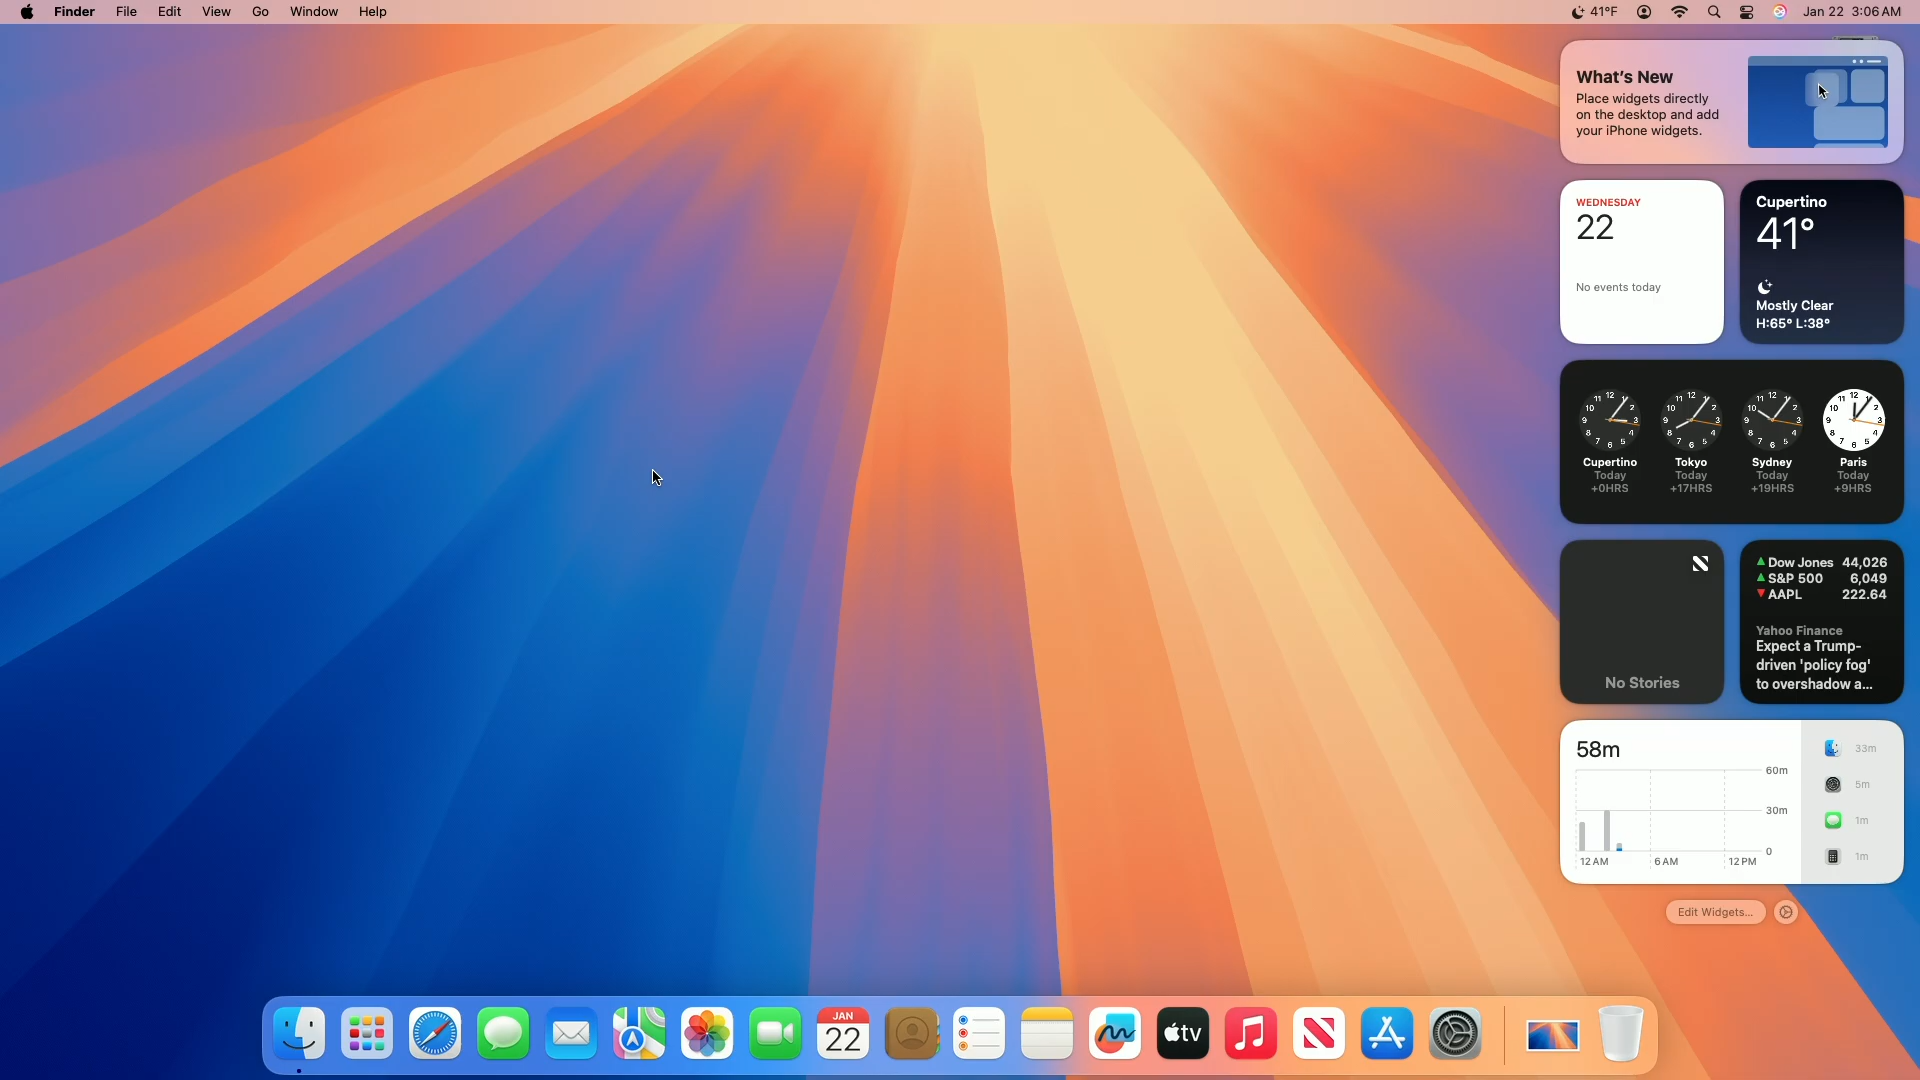 Finder File Edit View Go Window Help
41°F Jan 22 3:06 AM
What's New
Place widgets directly
on the desktop and add
your iPhone widgets.
WEDNESDAY
22
No events today
Cupertino
41°
Mostly Clear
H:65° L:38°
Cupertino
Today
+0HRS
Tokyo
Today
+17HRS
Sydney
Today
+19HRS
Paris
Today
+9HRS
No Stories
Dow Jones 44,026
S&P 500 6,049
AAPL 222.64
Yahoo Finance
Expect a Trump-
driven 'policy fog'
to overshadow a...
58m
60m
30m
0
12 AM 6 AM 12 PM
33m
5m
1m
1m
Edit Widgets...
JAN
22
tv